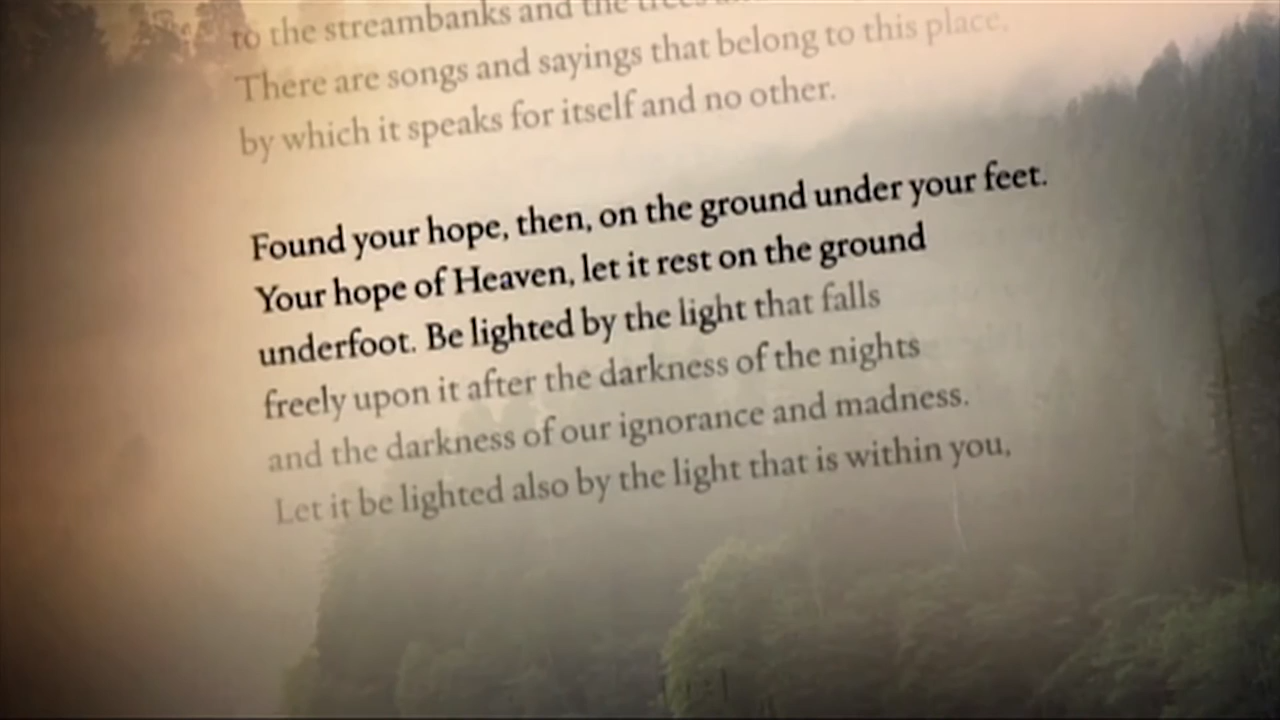 to the streambanks and the trees
There are songs and sayings that belong to this place,
by which it speaks for itself and no other.
Found your hope, then, on the ground under your feet.
Your hope of Heaven, let it rest on the ground
underfoot. Be lighted by the light that falls
freely upon it after the darkness of the nights
and the darkness of our ignorance and madness.
Let it be lighted also by the light that is within you,